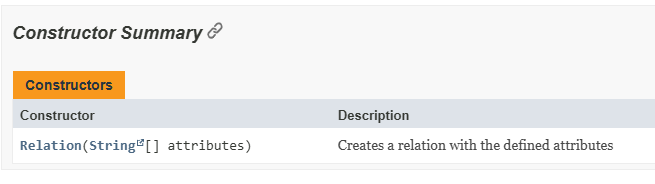 Constructor Summary
Constructors
Constructor Description
Relation(String[] attributes) Creates a relation with the defined attributes